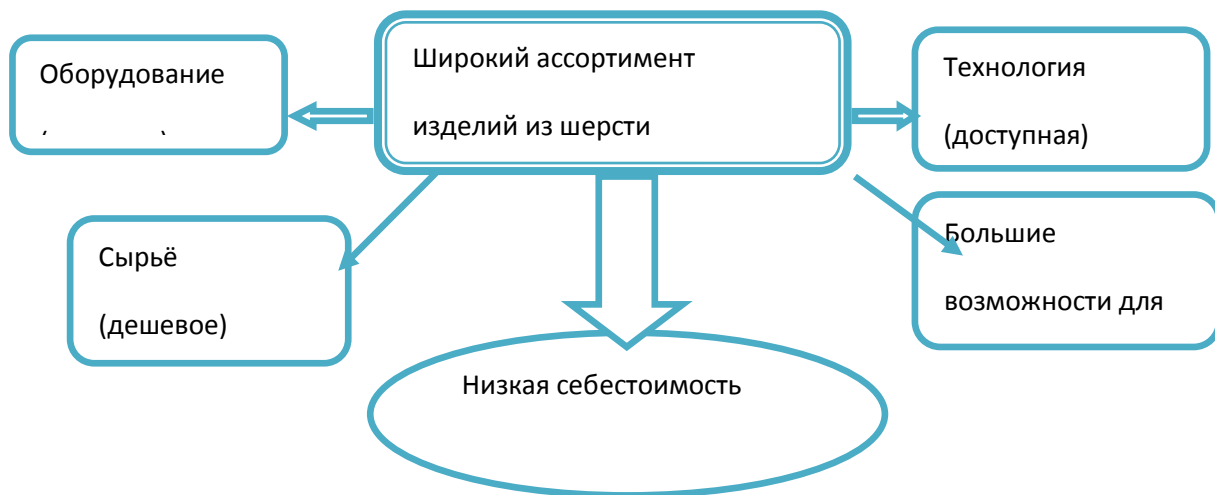 Оборудование
Широкий ассортимент
изделий из шерсти
Технология
(доступная)
Сырьё
(дешевое)
Большие
возможности для
Низкая себестоимость